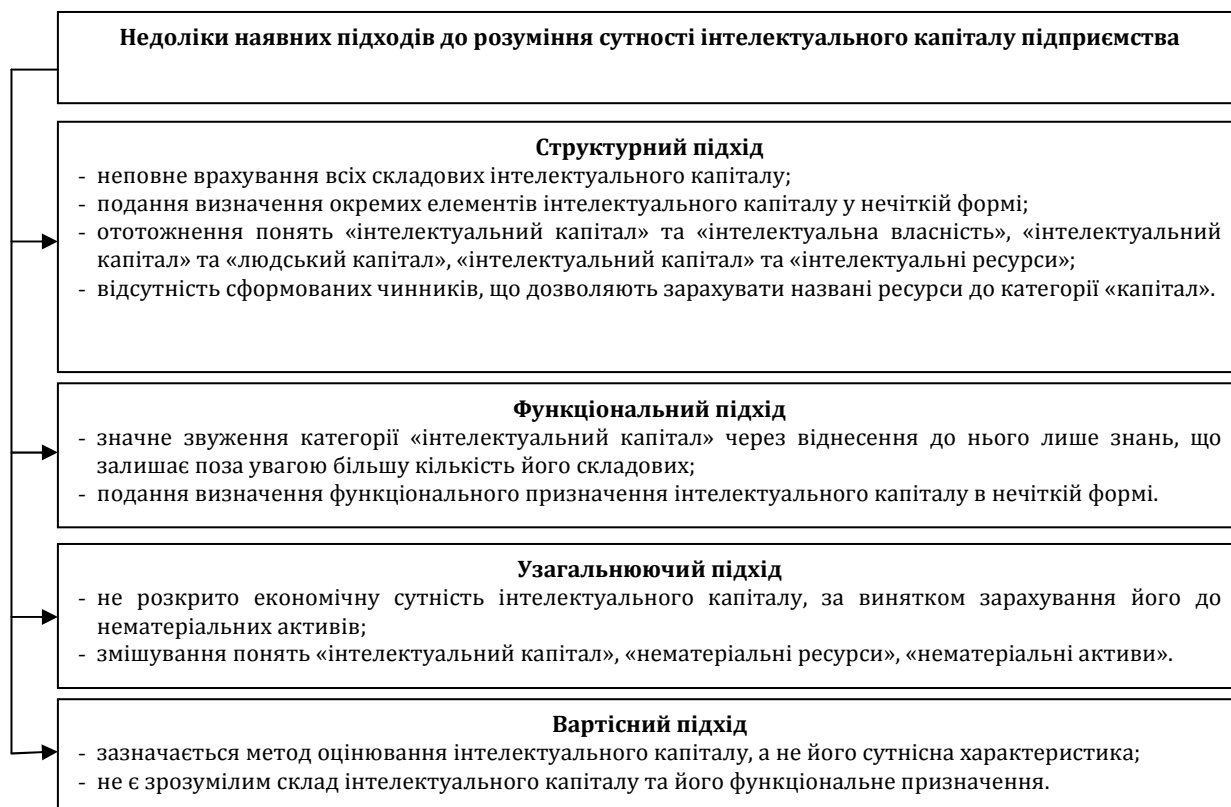 Недоліки наявних підходів до розуміння сутності інтелектуального капіталу підприємства
Структурний підхід
- неповне врахування всіх складових інтелектуального капіталу;
- подання визначення окремих елементів інтелектуального капіталу у нечіткій формі;
- ототожнення понять «інтелектуальний капітал» та «інтелектуальна власність», «інтелектуальний
капітал» та «людський капітал», «інтелектуальний капітал» та «інтелектуальні ресурси»;
- відсутність сформованих чинників, що дозволяють зарахувати названі ресурси до категорії «капітал».
Функціональний підхід
- значне звуження категорії «інтелектуальний капітал» через віднесення до нього лише знань, що
залишає поза увагою більшу кількість його складових;
- подання визначення функціонального призначення інтелектуального капіталу в нечіткій формі.
Узагальнюючий підхід
- не розкрито економічну сутність інтелектуального капіталу, за винятком зарахування його до
нематеріальних активів;
- змішування понять «інтелектуальний капітал», «нематеріальні ресурси», «нематеріальні активи».
Вартісний підхід
- зазначається метод оцінювання інтелектуального капіталу, а не його сутнісна характеристика;
- не є зрозумілим склад інтелектуального капіталу та його функціональне призначення.